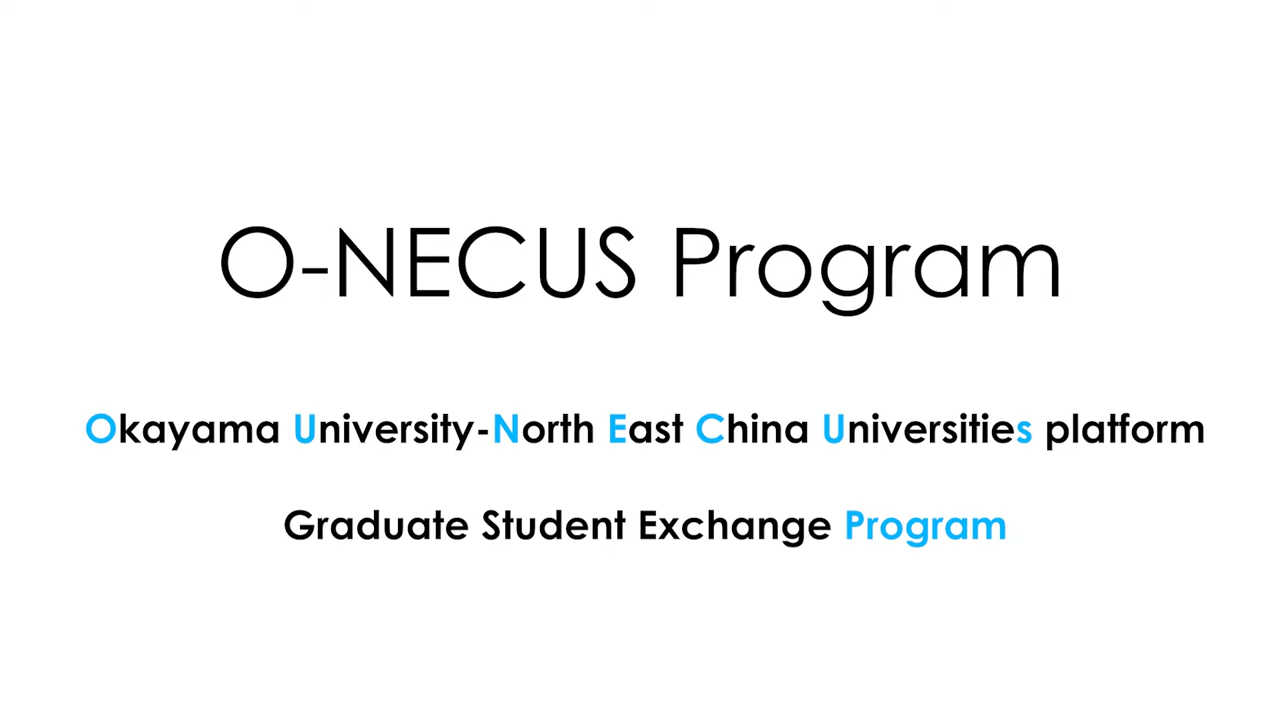 O-NECUS Program
Okayama University-North East China Universities platform
Graduate Student Exchange Program